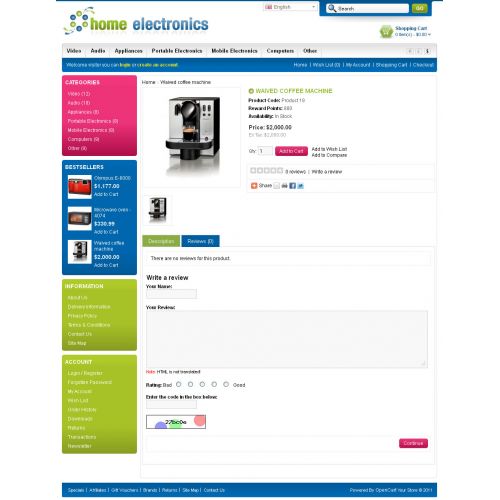 English
Search
GO
home electronics
Shopping Cart
0 item(s) - $0.00
Video Audio Appliances Portable Electronics Mobile Electronics Computers Other
€ £ $
Welcome visitor you can login or create an account.
Home Wish List (0) My Account Shopping Cart Checkout
CATEGORIES
Video (12)
Audio (10)
Appliances (8)
Portable Electronics (8)
Mobile Electronics (8)
Computers (9)
Other (9)
BESTSELLERS
Olimpus E-600
$1,177.00
Add to Cart
Microwave oven - 4074
$330.99
Add to Cart
Waived coffee machine
$2,000.00
Add to Cart
INFORMATION
About Us
Delivery Information
Privacy Policy
Terms & Conditions
Contact Us
Site Map
ACCOUNT
Login / Register
Forgotten Password
My Account
Wish List
Order History
Downloads
Returns
Transactions
Newsletter
Home : Waived coffee machine
WAIVED COFFEE MACHINE
Product Code: Product 19
Availability: In Stock
Price: $2,000.00
Ex Tax: $2,000.00
Qty: 1 Add to Cart
Add to Wish List
Add to Compare
0 reviews | Write a review
Share
Description Reviews (0)
There are no reviews for this product.
Write a review
Your Name:
Your Review:
Note: HTML is not translated!
Rating: Bad Good
Enter the code in the box below:
Continue
Specials | Affiliates | Gift Vouchers | Brands | Returns | Site Map | Contact Us
Powered By OpenCart Your Store © 2011